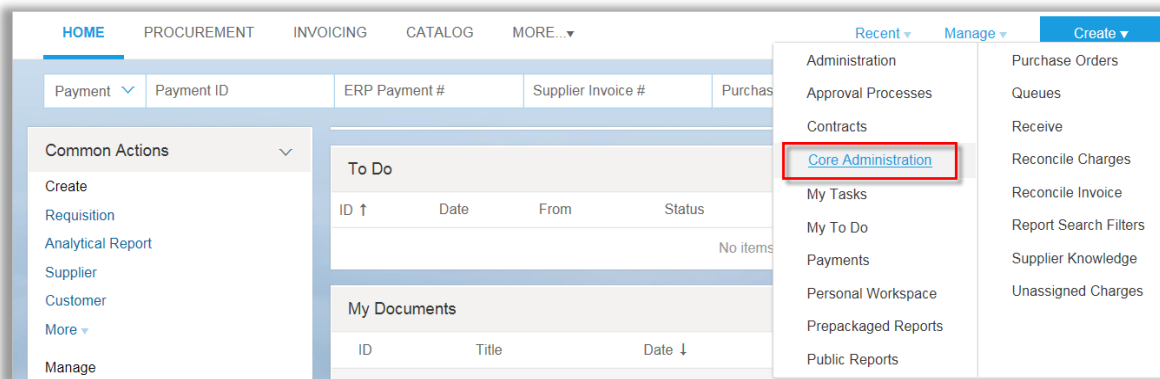 HOME PROCUREMENT INVOICING CATALOG MORE...▾ Recent ▾ Manage ▾ Create ▾
Payment Payment ID ERP Payment # Supplier Invoice # Purchas
Common Actions
Create
Requisition
Analytical Report
Supplier
Customer
More ▾
Manage
To Do
ID ↑ Date From Status
No items
My Documents
ID Title Date ↓
Administration
Approval Processes
Contracts
Core Administration
My Tasks
My To Do
Payments
Personal Workspace
Prepackaged Reports
Public Reports
Purchase Orders
Queues
Receive
Reconcile Charges
Reconcile Invoice
Report Search Filters
Supplier Knowledge
Unassigned Charges